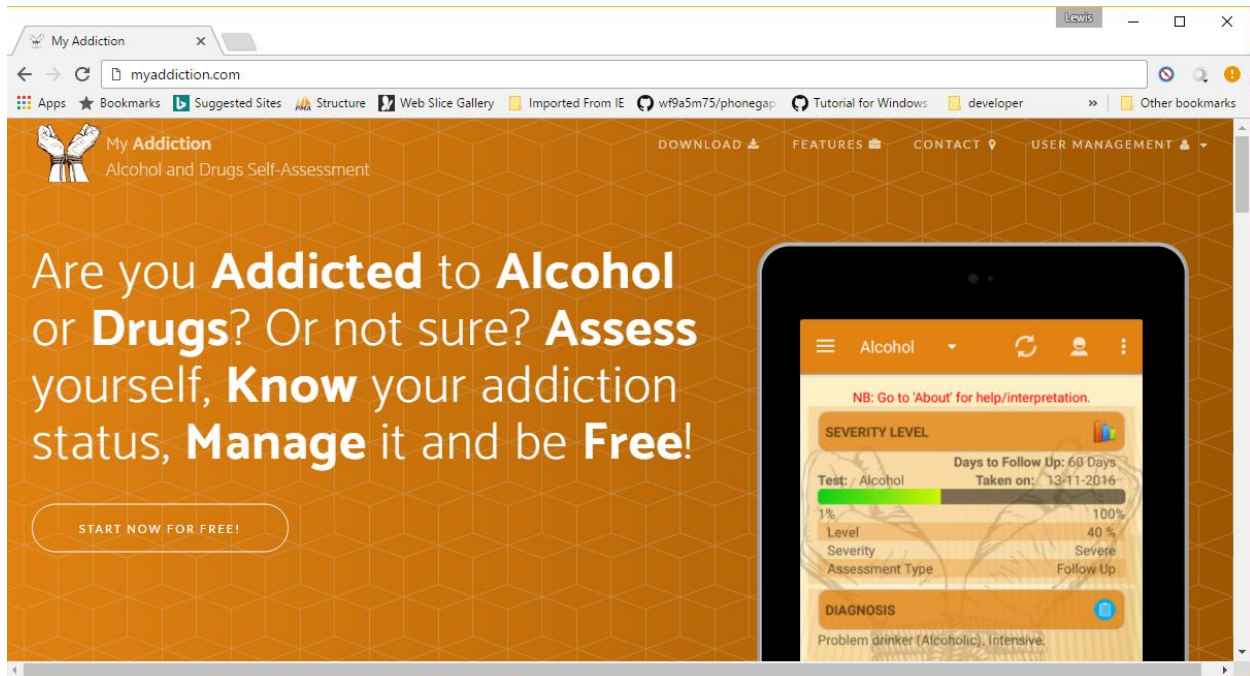 Lewis
My Addiction
myaddiction.com
Apps Bookmarks Suggested Sites Structure Web Slice Gallery Imported From IE wf9a5m75/phonegap Tutorial for Windows developer » Other bookmarks
My Addiction
Alcohol and Drugs Self-Assessment
DOWNLOAD FEATURES CONTACT USER MANAGEMENT
Are you Addicted to Alcohol
or Drugs? Or not sure? Assess
yourself, Know your addiction
status, Manage it and be Free!
START NOW FOR FREE!
Alcohol
NB: Go to 'About' for help/interpretation.
SEVERITY LEVEL
Days to Follow Up: 60 Days
Test: Alcohol Taken on: 13-11-2016
1% 100%
Level 40 %
Severity Severe
Assessment Type Follow Up
DIAGNOSIS
Problem drinker (Alcoholic). Intensive.